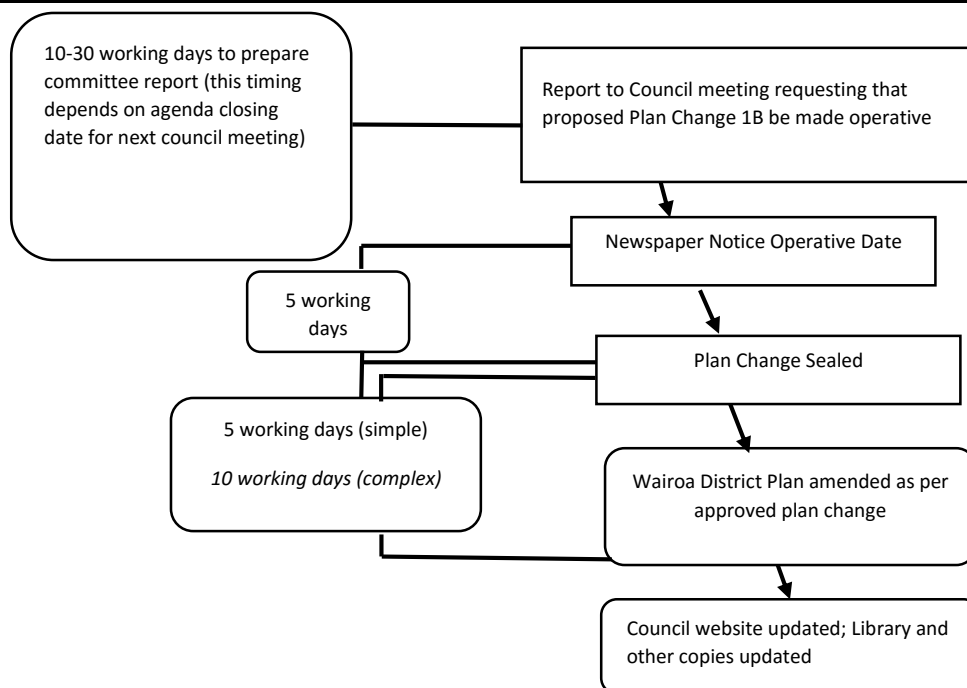 10-30 working days to prepare
committee report (this timing
depends on agenda closing
date for next council meeting)
Report to Council meeting requesting that
proposed Plan Change 1B be made operative
Newspaper Notice Operative Date
5 working
days
Plan Change Sealed
5 working days (simple)
10 working days (complex)
Wairoa District Plan amended as per
approved plan change
Council website updated; Library and
other copies updated